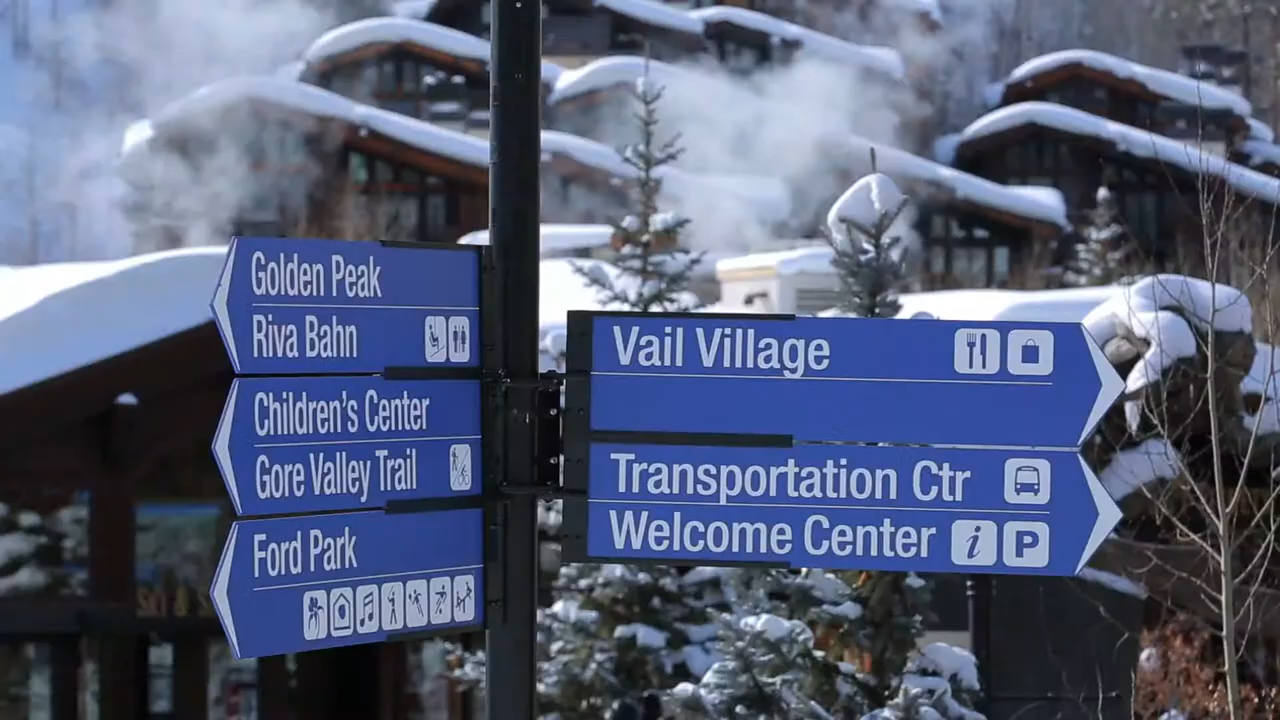 Golden Peak
Riva Bahn
Children's Center
Gore Valley Trail
Ford Park
Vail Village
Transportation Ctr
Welcome Center
i P